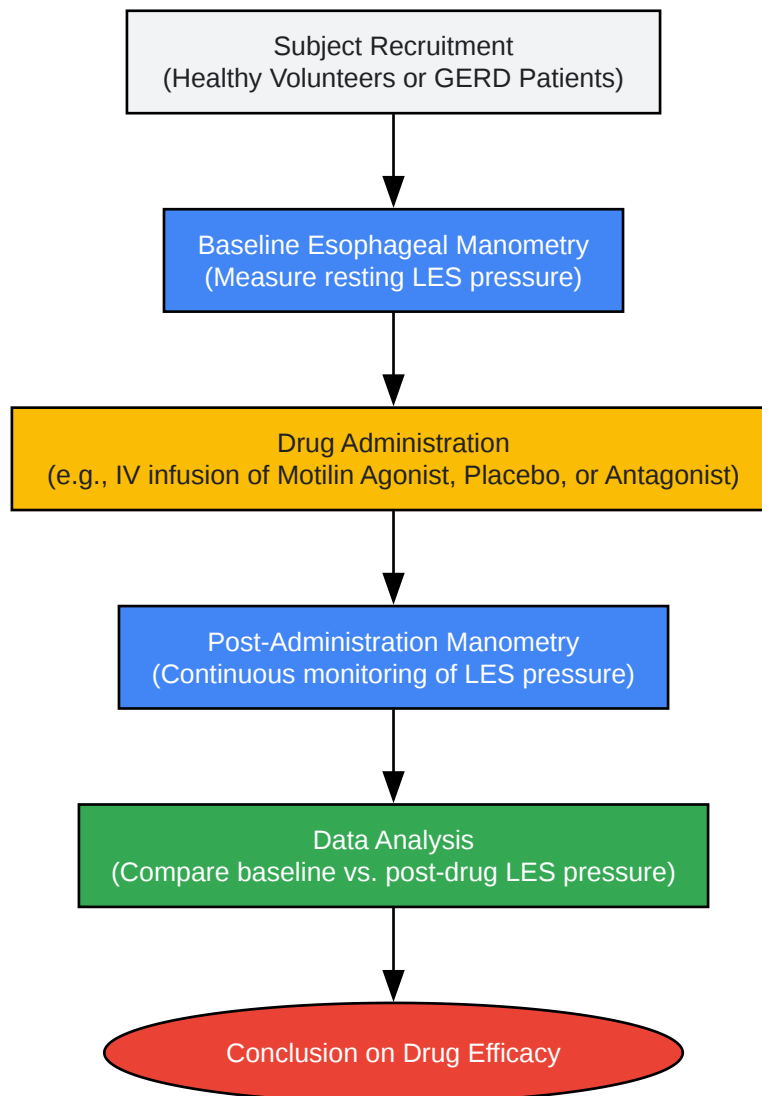 Subject Recruitment
(Healthy Volunteers or GERD Patients)
Baseline Esophageal Manometry
(Measure resting LES pressure)
Drug Administration
(e.g., IV infusion of Motilin Agonist, Placebo, or Antagonist)
Post-Administration Manometry
(Continuous monitoring of LES pressure)
Data Analysis
(Compare baseline vs. post-drug LES pressure)
Conclusion on Drug Efficacy